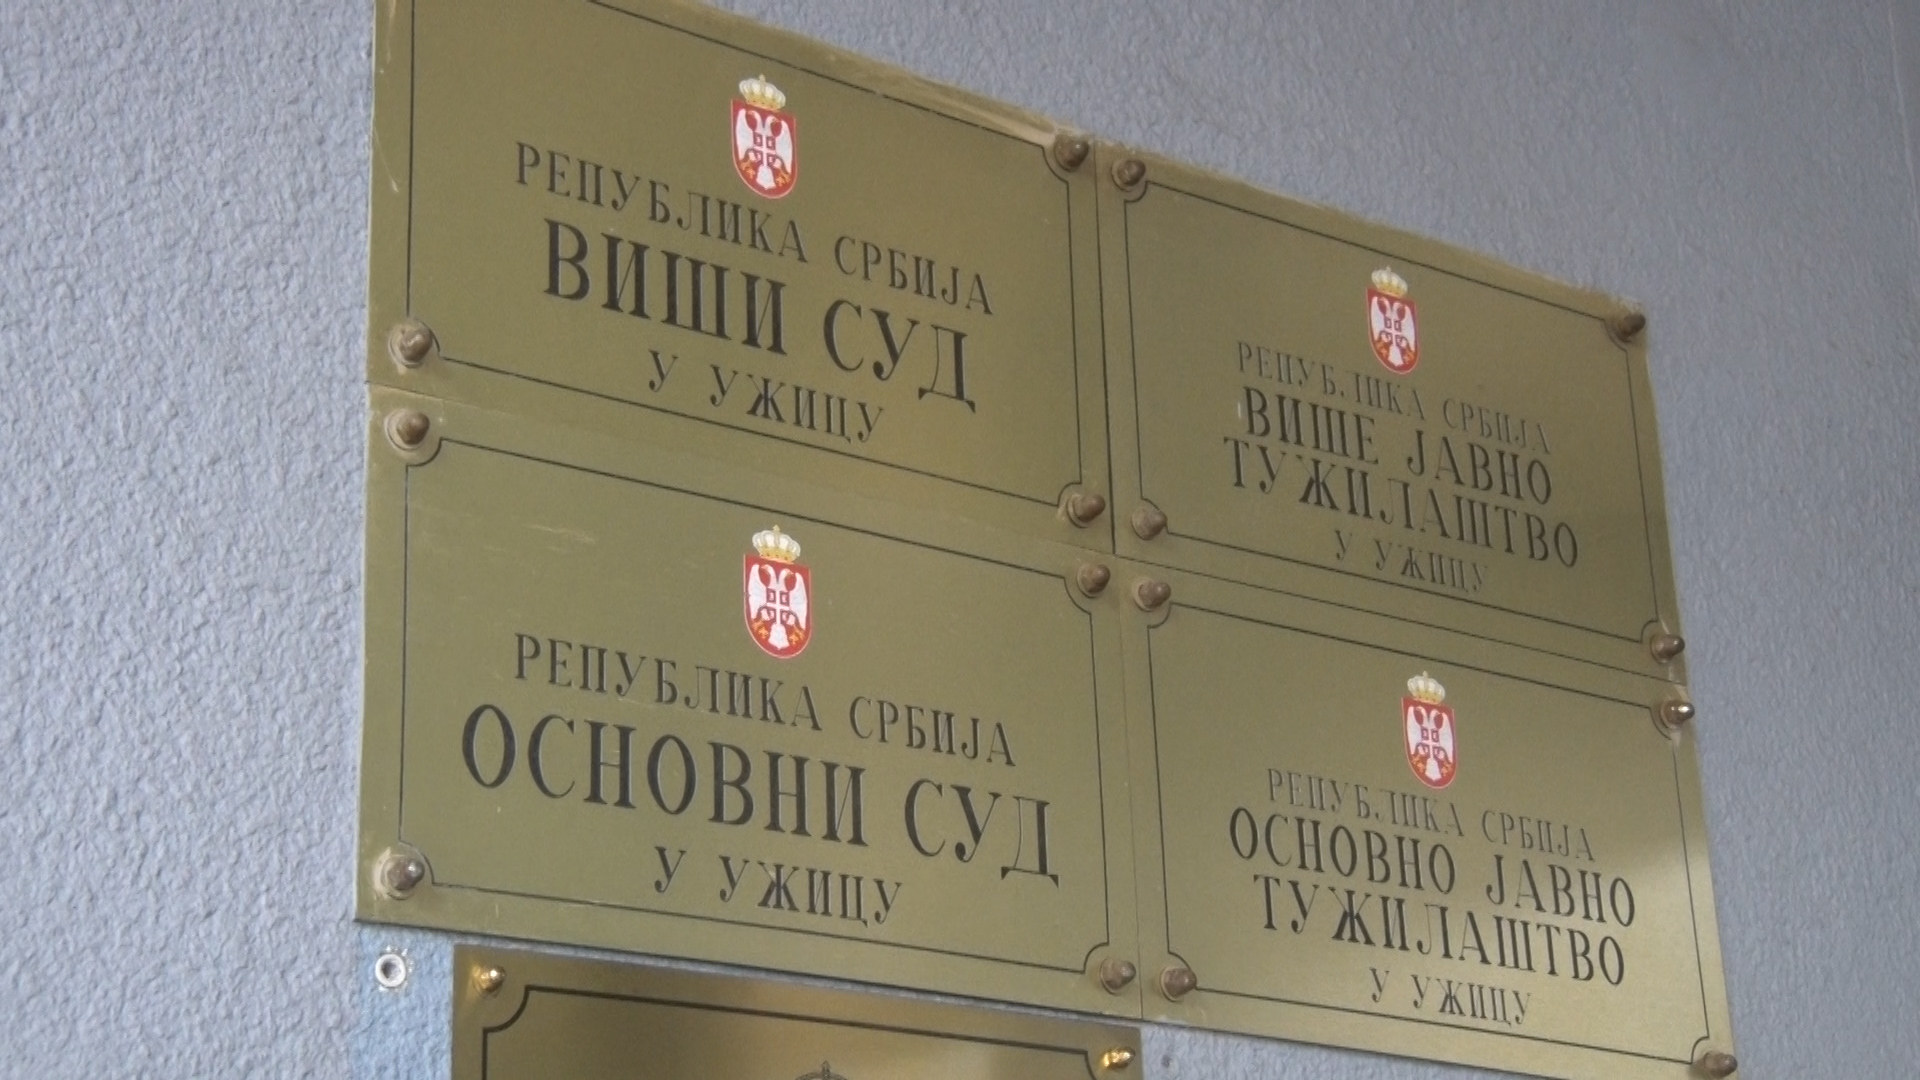 РЕПУБЛИКА СРБИЈА
ВИШИ СУД
У УЖИЦУ
РЕПУБЛИКА СРБИЈА
ВИШЕ ЈАВНО
ТУЖИЛАШТВО
У УЖИЦУ
РЕПУБЛИКА СРБИЈА
ОСНОВНИ СУД
У УЖИЦУ
РЕПУБЛИКА СРБИЈА
ОСНОВНО ЈАВНО
ТУЖИЛАШТВО
У УЖИЦУ